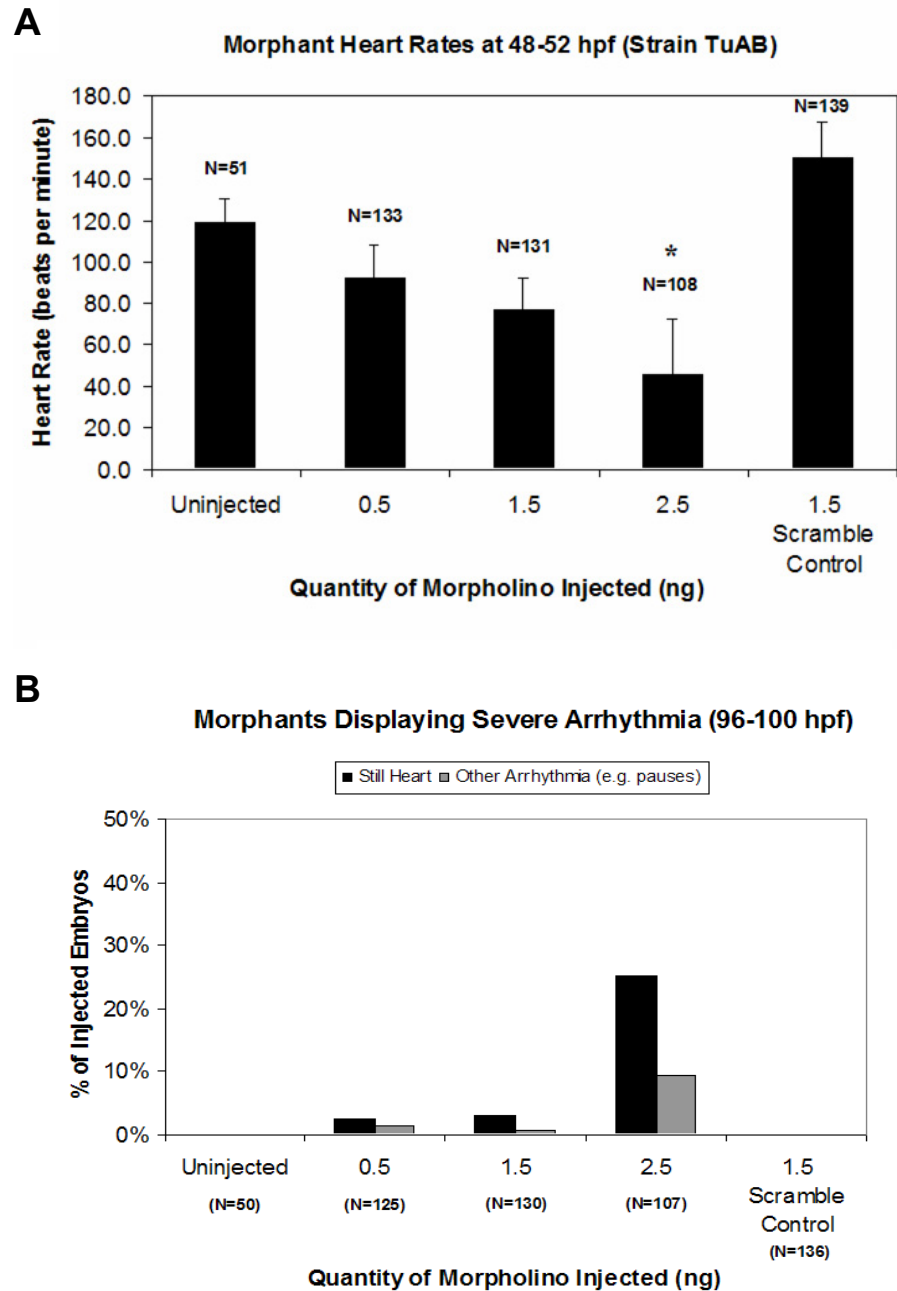 A
Morphant Heart Rates at 48-52 hpf (Strain TuAB)
Heart Rate (beats per minute)
180.0
160.0
140.0
120.0
100.0
80.0
60.0
40.0
20.0
0.0
N=51
N=133
N=131
*
N=108
N=139
Uninjected
0.5
1.5
2.5
1.5
Scramble
Control
Quantity of Morpholino Injected (ng)
B
Morphants Displaying Severe Arrhythmia (96-100 hpf)
Still Heart Other Arrhythmia (e.g. pauses)
% of Injected Embryos
50%
40%
30%
20%
10%
0%
Uninjected
(N=50)
0.5
(N=125)
1.5
(N=130)
2.5
(N=107)
1.5
Scramble
Control
(N=136)
Quantity of Morpholino Injected (ng)